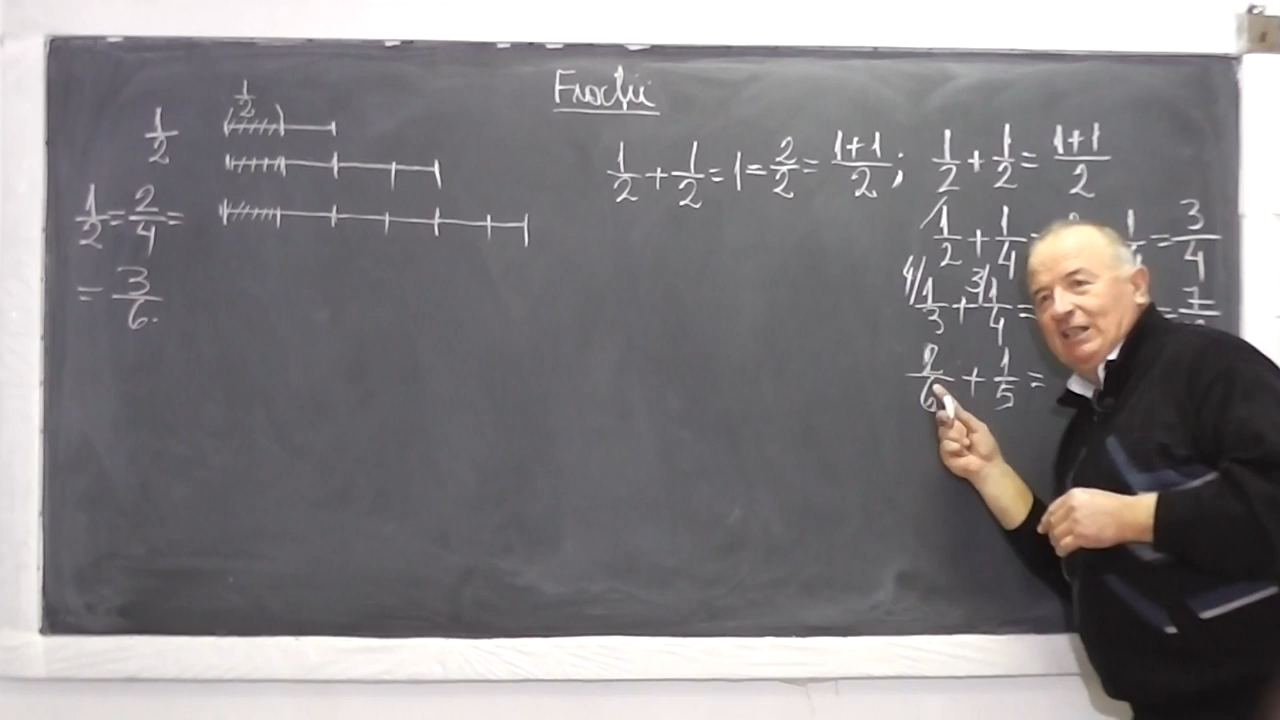 Fracții
1/2
1/2
1/2 = 2/4 =
= 3/6.
1/2 + 1/2 = 1 = 2/2 = (1+1)/2 ; 1/2 + 1/2 = (1+1)/2
1/2 + 1/4 = = 3/4
4/ 1/3 + 3/ 1/4 =
2/6 + 1/5 =